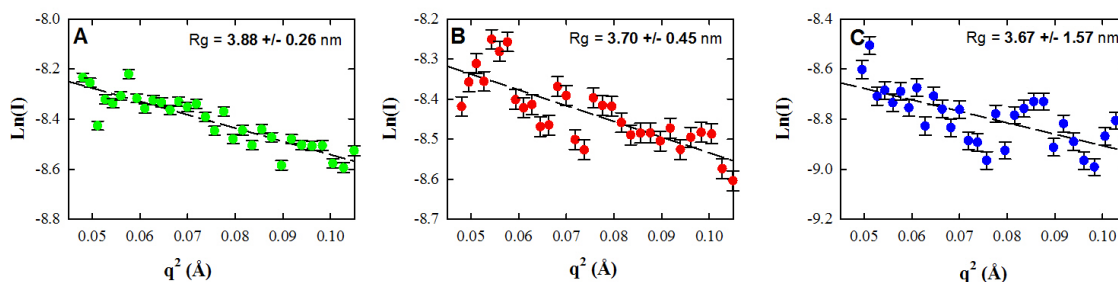 A
Rg = 3.88 +/- 0.26 nm
Ln(I)
-8.0
-8.2
-8.4
-8.6
-8.8
0.05 0.06 0.07 0.08 0.09 0.10
q² (Å)
B
Rg = 3.70 +/- 0.45 nm
Ln(I)
-8.2
-8.3
-8.4
-8.5
-8.6
-8.7
0.05 0.06 0.07 0.08 0.09 0.10
q² (Å)
C
Rg = 3.67 +/- 1.57 nm
Ln(I)
-8.4
-8.6
-8.8
-9.0
-9.2
0.05 0.06 0.07 0.08 0.09 0.10
q² (Å)